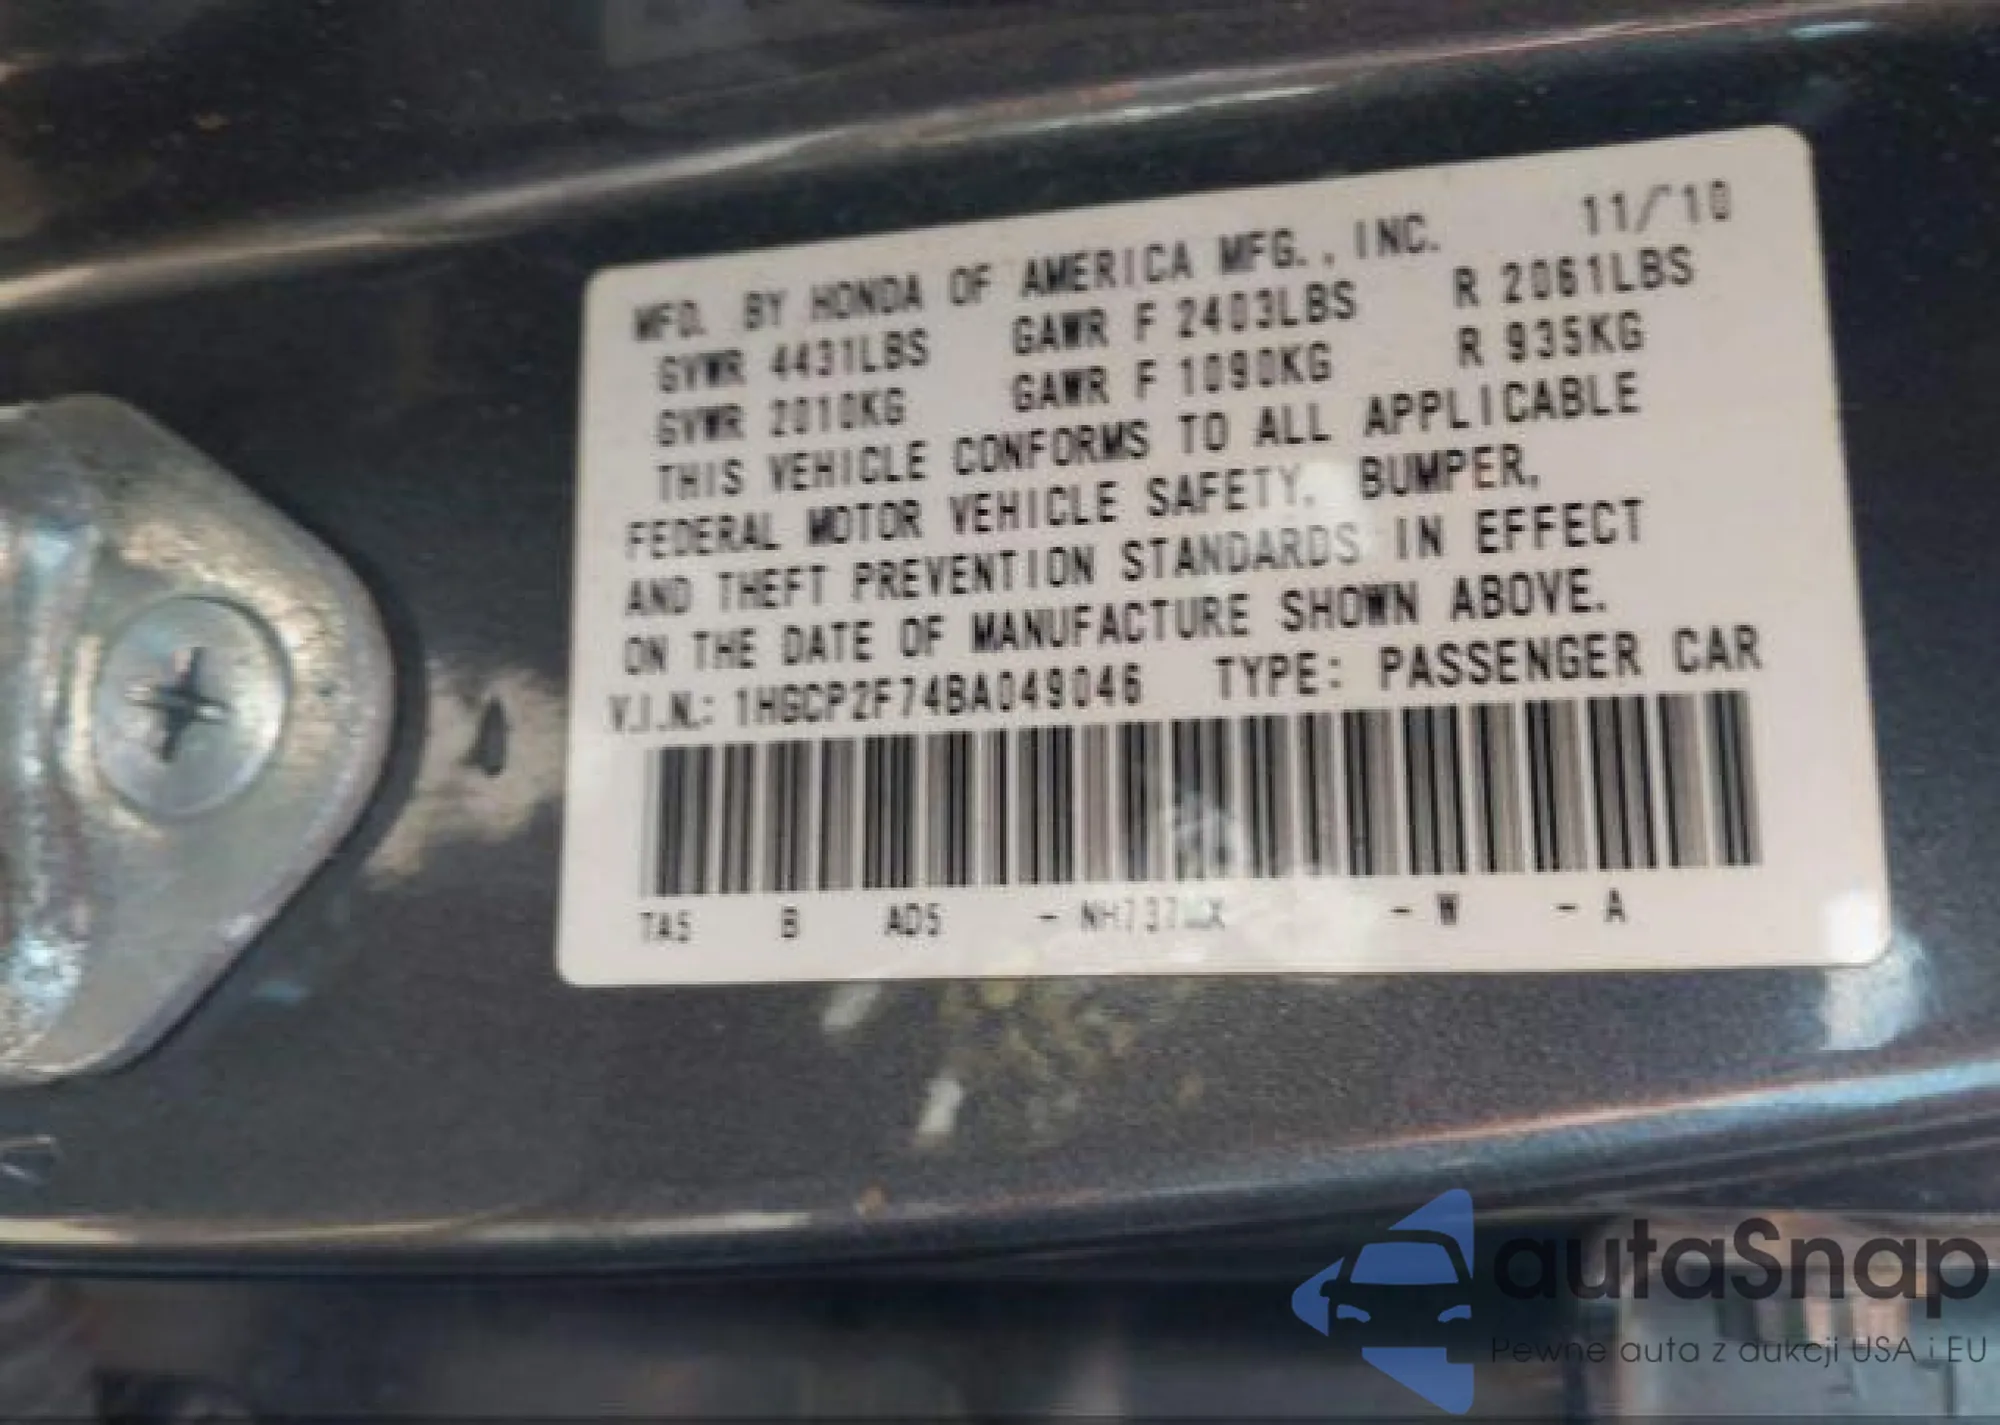 MFD. BY HONDA OF AMERICA MFG., INC. 11/10
GVWR 4431LBS GAWR F 2403LBS R 2061LBS
GVWR 2010KG GAWR F 1090KG R 935KG
THIS VEHICLE CONFORMS TO ALL APPLICABLE
FEDERAL MOTOR VEHICLE SAFETY, BUMPER,
AND THEFT PREVENTION STANDARDS IN EFFECT
ON THE DATE OF MANUFACTURE SHOWN ABOVE.
V.I.N.: 1HGCP2F74BA049046 TYPE: PASSENGER CAR
TA5 B AD5 - - W - A
autaSnap
Pewne auta z aukcji USA i EU